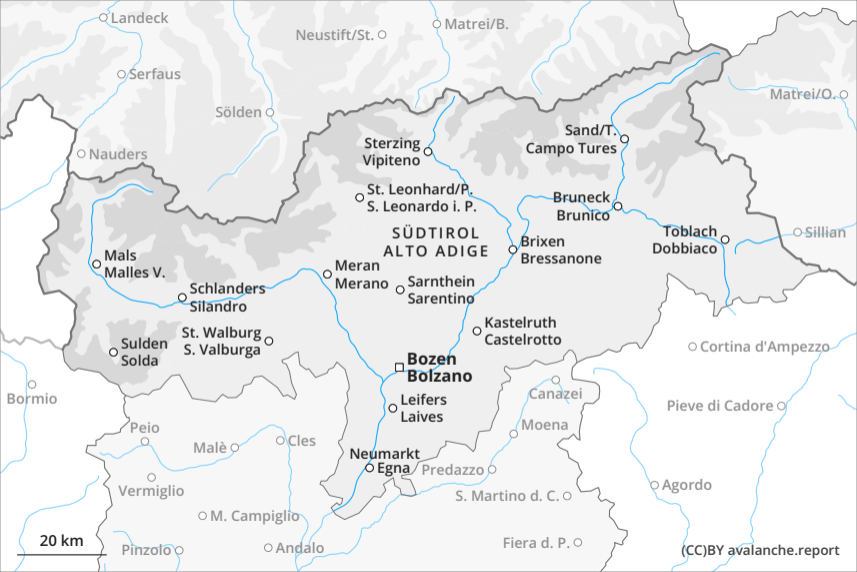 Landeck
Matrei/B.
Neustift/St.
Serfaus
Matrei/O.
Sölden
Sand/T.
Campo Tures
Sterzing
Vipiteno
Nauders
St. Leonhard/P.
S. Leonardo i. P.
Bruneck
Brunico
SÜDTIROL
ALTO ADIGE
Toblach
Dobbiaco
Sillian
Brixen
Bressanone
Mals
Malles V.
Meran
Merano
Sarnthein
Sarentino
Schlanders
Silandro
Kastelruth
Castelrotto
St. Walburg
S. Valburga
Sulden
Solda
Cortina d'Ampezzo
Bozen
Bolzano
Bormio
Canazei
Leifers
Laives
Pieve di Cadore
Peio
Moena
Cles
Malè
Neumarkt
Egna
Predazzo
Vermiglio
Agordo
S. Martino d. C.
M. Campiglio
20 km
Pinzolo
Andalo
Fiera d. P.
(CC)BY avalanche.report